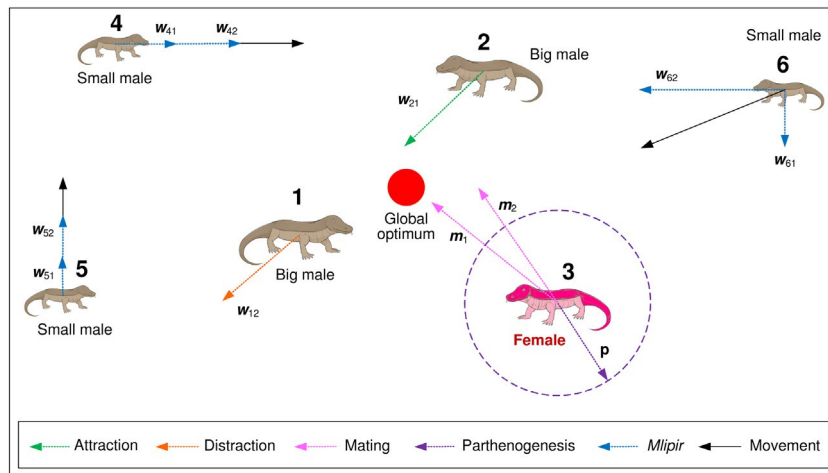 4
w41
w42
Small male
2
Big male
w21
Small male
6
w62
w61
1
Big male
w12
Global
optimum
m1
m2
3
Female
p
w52
w51
5
Small male
Attraction
Distraction
Mating
Parthenogenesis
Mlipir
Movement